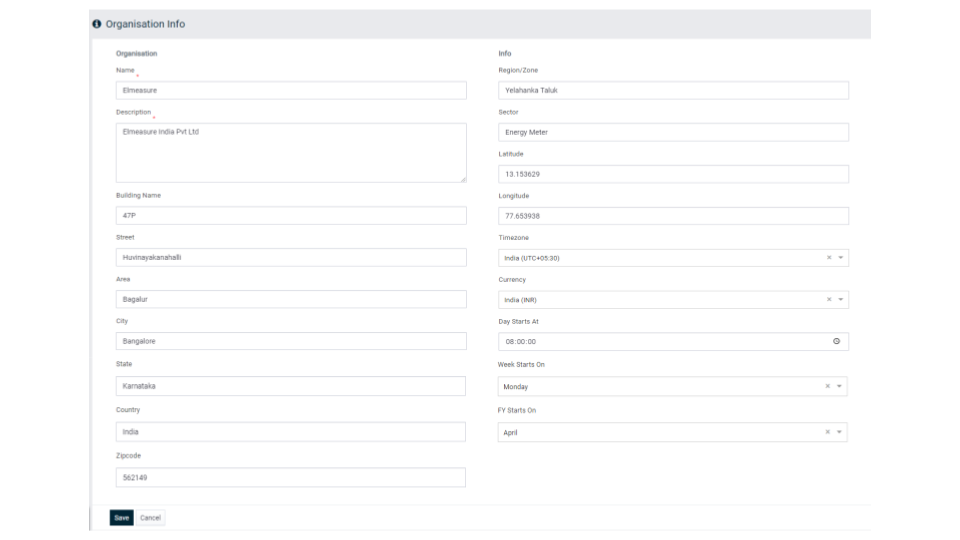 Organisation Info
Organisation
Name *
Elmeasure
Description *
Elmeasure India Pvt Ltd
Building Name
47P
Street
Huvinayakanahalli
Area
Bagalur
City
Bangalore
State
Karnataka
Country
India
Zipcode
562149
Info
Region/Zone
Yelahanka Taluk
Sector
Energy Meter
Latitude
13.153629
Longitude
77.653938
Timezone
India (UTC+05:30)
Currency
India (INR)
Day Starts At
08:00:00
Week Starts On
Monday
FY Starts On
April
Save Cancel